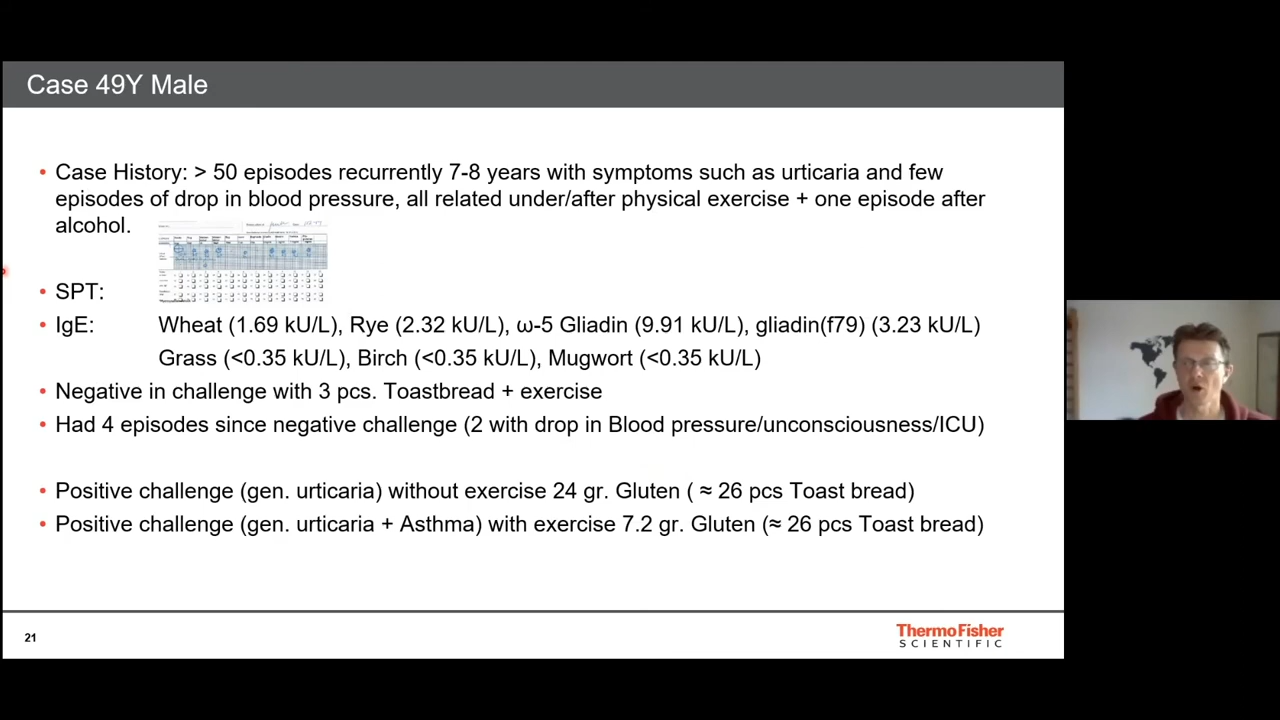 Case 49Y Male
• Case History: > 50 episodes recurrently 7-8 years with symptoms such as urticaria and few
episodes of drop in blood pressure, all related under/after physical exercise + one episode after
alcohol.
• SPT:
• IgE: Wheat (1.69 kU/L), Rye (2.32 kU/L), ω-5 Gliadin (9.91 kU/L), gliadin(f79) (3.23 kU/L)
Grass (<0.35 kU/L), Birch (<0.35 kU/L), Mugwort (<0.35 kU/L)
• Negative in challenge with 3 pcs. Toastbread + exercise
• Had 4 episodes since negative challenge (2 with drop in Blood pressure/unconsciousness/ICU)
• Positive challenge (gen. urticaria) without exercise 24 gr. Gluten ( ≈ 26 pcs Toast bread)
• Positive challenge (gen. urticaria + Asthma) with exercise 7.2 gr. Gluten (≈ 26 pcs Toast bread)
21
ThermoFisher
SCIENTIFIC